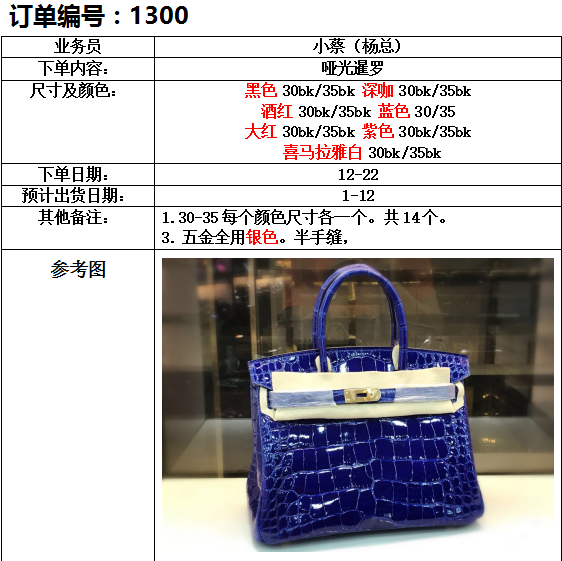 订单编号：1300
业务员
小蔡（杨总）
下单内容：
哑光暹罗
尺寸及颜色：
黑色 30bk/35bk 深咖 30bk/35bk
酒红 30bk/35bk 蓝色 30/35
大红 30bk/35bk 紫色 30bk/35bk
喜马拉雅白 30bk/35bk
下单日期：
12-22
预计出货日期：
1-12
其他备注：
1.30-35 每个颜色尺寸各一个。共 14 个。
3. 五金全用银色。半手缝，
参考图